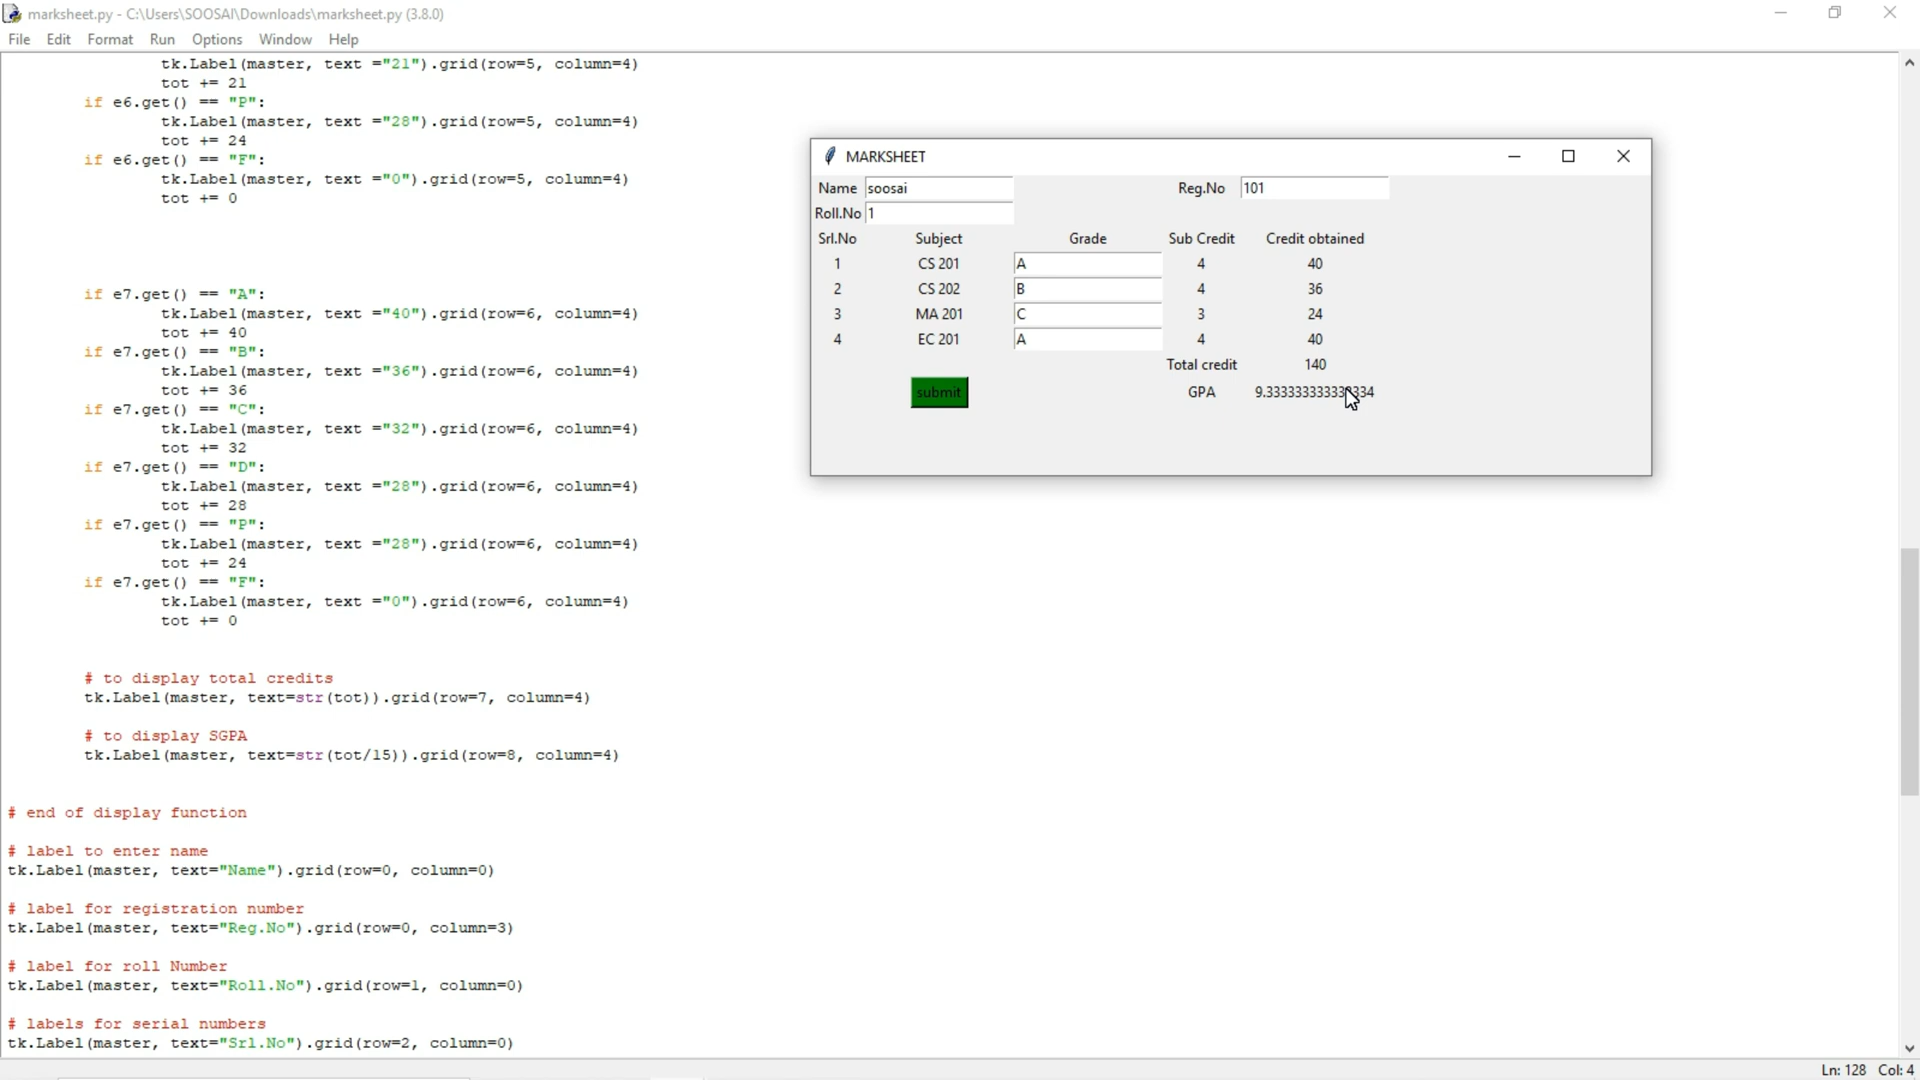 marksheet.py - C:\Users\SOOSAI\Downloads\marksheet.py (3.8.0)
File Edit Format Run Options Window Help
tk.Label(master, text ="21").grid(row=5, column=4)
tot += 21
if e6.get() == "P":
tk.Label(master, text ="28").grid(row=5, column=4)
tot += 24
if e6.get() == "F":
tk.Label(master, text ="0").grid(row=5, column=4)
tot += 0
if e7.get() == "A":
tk.Label(master, text ="40").grid(row=6, column=4)
tot += 40
if e7.get() == "B":
tk.Label(master, text ="36").grid(row=6, column=4)
tot += 36
if e7.get() == "C":
tk.Label(master, text ="32").grid(row=6, column=4)
tot += 32
if e7.get() == "D":
tk.Label(master, text ="28").grid(row=6, column=4)
tot += 28
if e7.get() == "P":
tk.Label(master, text ="28").grid(row=6, column=4)
tot += 24
if e7.get() == "F":
tk.Label(master, text ="0").grid(row=6, column=4)
tot += 0
# to display total credits
tk.Label(master, text=str(tot)).grid(row=7, column=4)
# to display SGPA
tk.Label(master, text=str(tot/15)).grid(row=8, column=4)
# end of display function
# label to enter name
tk.Label(master, text="Name").grid(row=0, column=0)
# label for registration number
tk.Label(master, text="Reg.No").grid(row=0, column=3)
# label for roll Number
tk.Label(master, text="Roll.No").grid(row=1, column=0)
# labels for serial numbers
tk.Label(master, text="Srl.No").grid(row=2, column=0)
MARKSHEET
Name soosai Reg.No 101
Roll.No 1
Srl.No Subject Grade Sub Credit Credit obtained
1 CS 201 A 4 40
2 CS 202 B 4 36
3 MA 201 C 3 24
4 EC 201 A 4 40
Total credit 140
submit GPA
Ln: 128 Col: 4